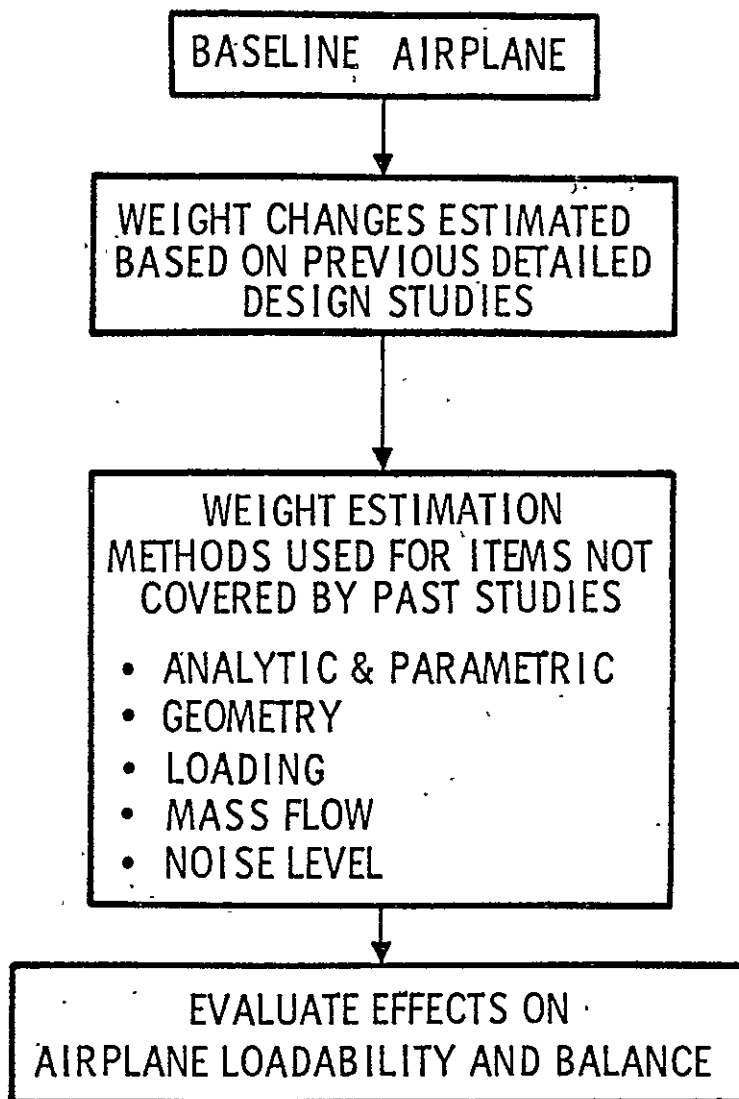 BASELINE AIRPLANE
WEIGHT CHANGES ESTIMATED
BASED ON PREVIOUS DETAILED
DESIGN STUDIES
WEIGHT ESTIMATION
METHODS USED FOR ITEMS NOT
COVERED BY PAST STUDIES
• ANALYTIC & PARAMETRIC
• GEOMETRY
• LOADING
• MASS FLOW
• NOISE LEVEL
EVALUATE EFFECTS ON
AIRPLANE LOADABILITY AND BALANCE